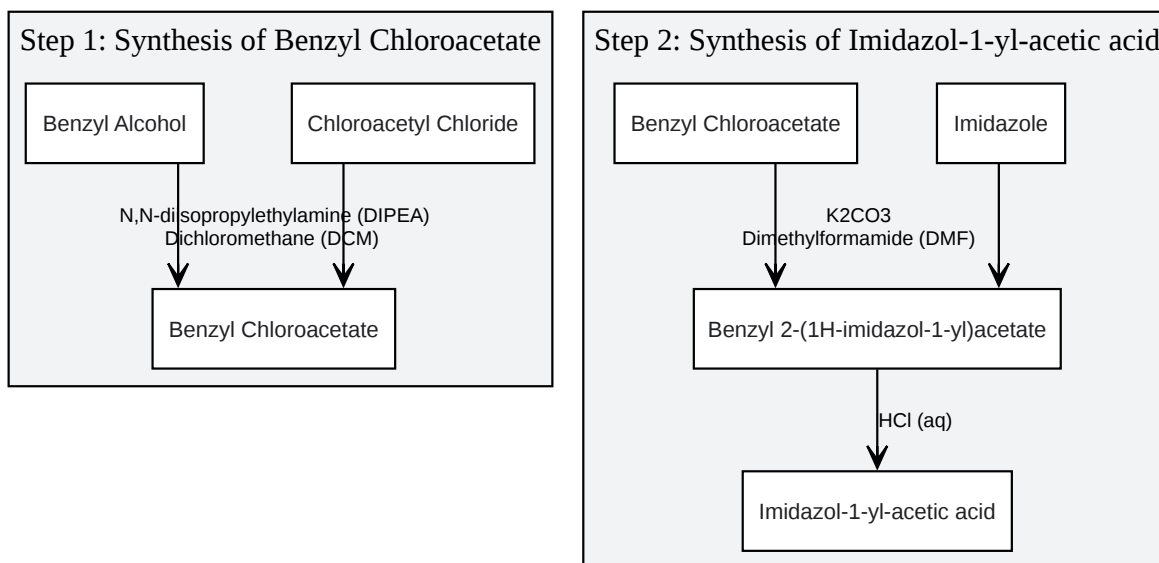 Step 1: Synthesis of Benzyl Chloroacetate
Benzyl Alcohol
Chloroacetyl Chloride
N,N-diisopropylethylamine (DIPEA)
Dichloromethane (DCM)
Benzyl Chloroacetate
Step 2: Synthesis of Imidazol-1-yl-acetic acid
Benzyl Chloroacetate
Imidazole
K2CO3
Dimethylformamide (DMF)
Benzyl 2-(1H-imidazol-1-yl)acetate
HCl (aq)
Imidazol-1-yl-acetic acid